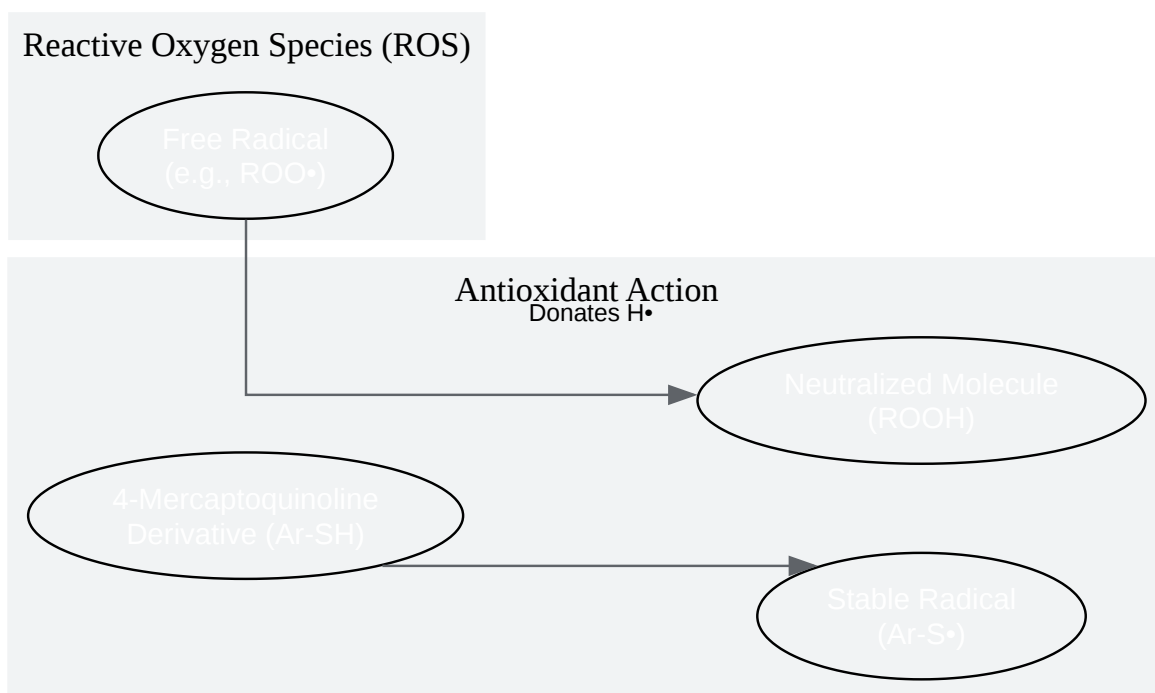 Reactive Oxygen Species (ROS)
Free Radical
(e.g., ROO•)
Antioxidant Action
Donates H•
Neutralized Molecule
(ROOH)
4-Mercaptoquinoline
Derivative (Ar-SH)
Stable Radical
(Ar-S•)